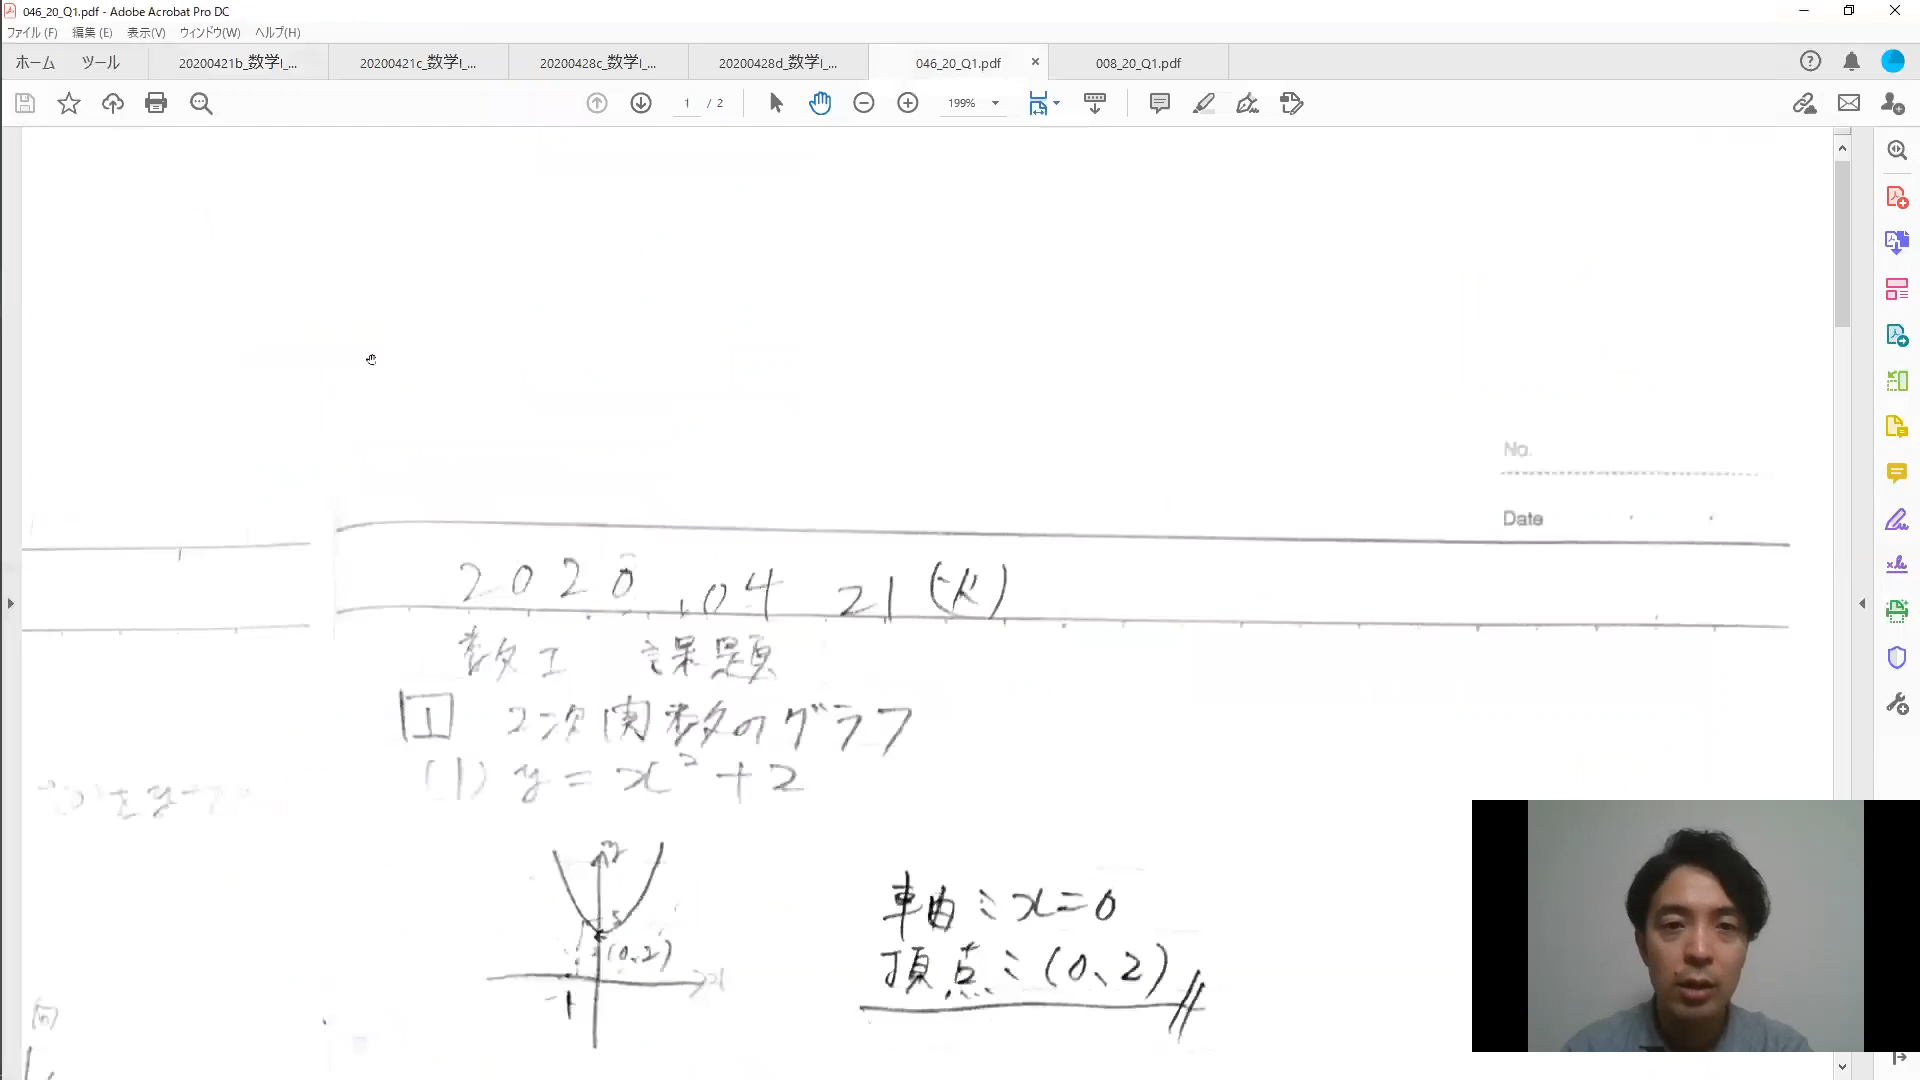 046_20_Q1.pdf - Adobe Acrobat Pro DC
ファイル(F) 編集(E) 表示(V) ウィンドウ(W) ヘルプ(H)
ホーム ツール 20200421b_数学I_... 20200421c_数学I_... 20200428c_数学I_... 20200428d_数学I_... 046_20_Q1.pdf × 008_20_Q1.pdf
1 / 2 199%
No.
Date
2020.04 21(火)
数学I 課題
1 2次関数のグラフ
(1) y=x²+2
y
(0、2)
x
-1
軸:x=0
頂点:(0、2)